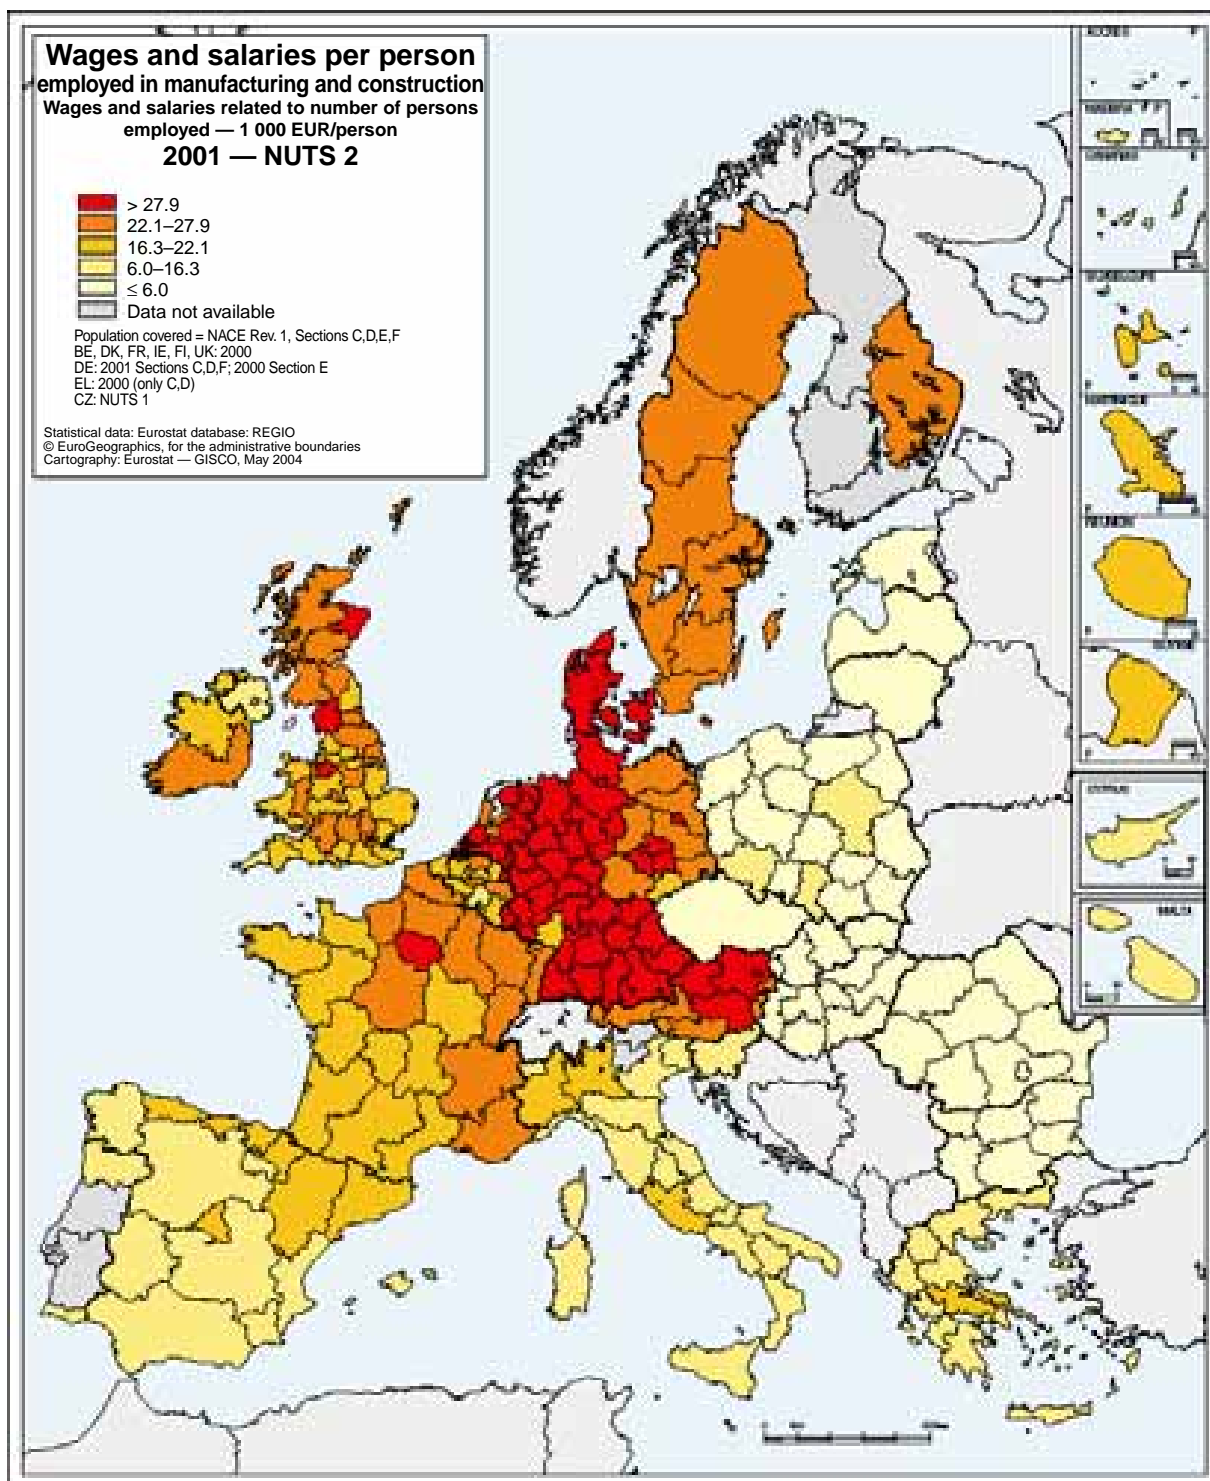 Wages and salaries per person
employed in manufacturing and construction
Wages and salaries related to number of persons
employed — 1 000 EUR/person
2001 — NUTS 2
> 27.9
22.1–27.9
16.3–22.1
6.0–16.3
≤ 6.0
Data not available
Population covered = NACE Rev. 1, Sections C,D,E,F
BE, DK, FR, IE, FI, UK: 2000
DE: 2001 Sections C,D,F; 2000 Section E
EL: 2000 (only C,D)
CZ: NUTS 1
Statistical data: Eurostat database: REGIO
© EuroGeographics, for the administrative boundaries
Cartography: Eurostat — GISCO, May 2004
REUNION
CYPRUS
MALTA